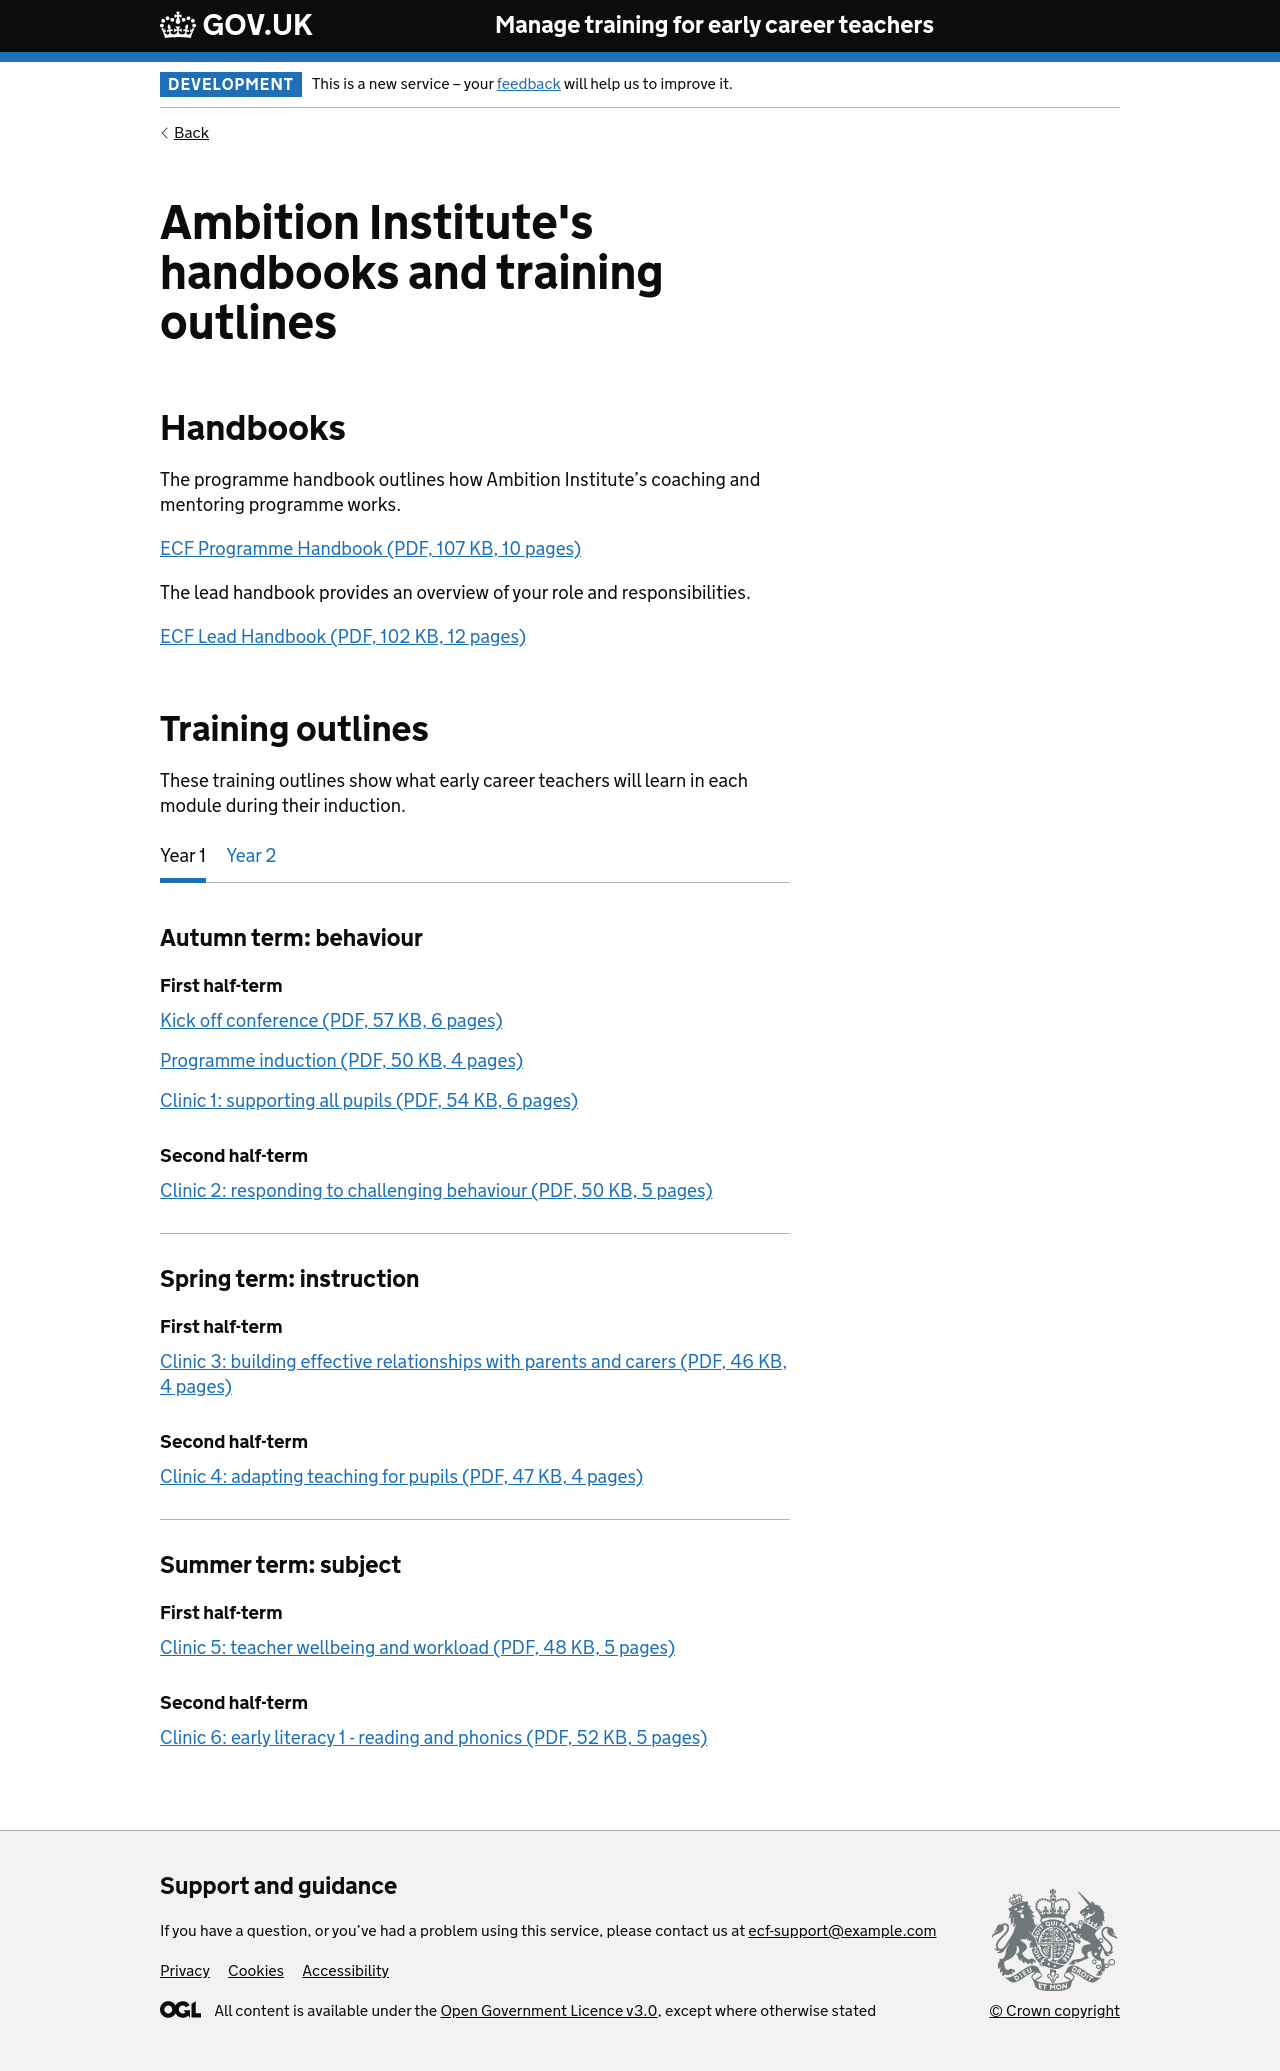 GOV.UK
Manage training for early career teachers
DEVELOPMENT
This is a new service – your feedback will help us to improve it.
Back
Ambition Institute's
handbooks and training
outlines
Handbooks
The programme handbook outlines how Ambition Institute’s coaching and
mentoring programme works.
ECF Programme Handbook (PDF, 107 KB, 10 pages)
The lead handbook provides an overview of your role and responsibilities.
ECF Lead Handbook (PDF, 102 KB, 12 pages)
Training outlines
These training outlines show what early career teachers will learn in each
module during their induction.
Year 1
Year 2
Autumn term: behaviour
First half-term
Kick off conference (PDF, 57 KB, 6 pages)
Programme induction (PDF, 50 KB, 4 pages)
Clinic 1: supporting all pupils (PDF, 54 KB, 6 pages)
Second half-term
Clinic 2: responding to challenging behaviour (PDF, 50 KB, 5 pages)
Spring term: instruction
First half-term
Clinic 3: building effective relationships with parents and carers (PDF, 46 KB,
4 pages)
Second half-term
Clinic 4: adapting teaching for pupils (PDF, 47 KB, 4 pages)
Summer term: subject
First half-term
Clinic 5: teacher wellbeing and workload (PDF, 48 KB, 5 pages)
Second half-term
Clinic 6: early literacy 1 - reading and phonics (PDF, 52 KB, 5 pages)
Support and guidance
If you have a question, or you’ve had a problem using this service, please contact us at ecf-support@example.com
Privacy
Cookies
Accessibility
OGL
All content is available under the Open Government Licence v3.0, except where otherwise stated
DIEU ET MON DROIT
© Crown copyright